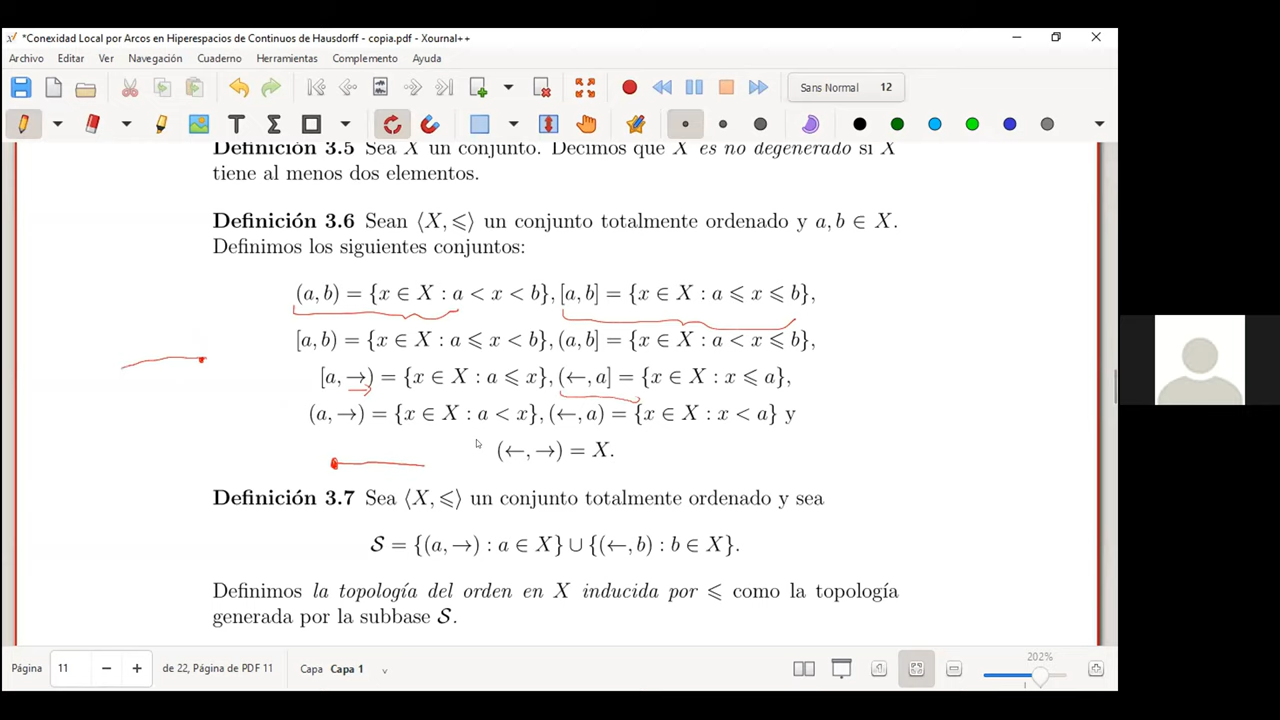 *Conexidad Local por Arcos en Hiperespacios de Continuos de Hausdorff - copia.pdf - Xournal++
Archivo Editar Ver Navegación Cuaderno Herramientas Complemento Ayuda
Sans Normal 12
Definición 3.5 Sea X un conjunto. Decimos que X es no degenerado si X
tiene al menos dos elementos.
Definición 3.6 Sean ⟨X, ⩽⟩ un conjunto totalmente ordenado y a, b ∈ X.
Definimos los siguientes conjuntos:
(a, b) = {x ∈ X : a < x < b}, [a, b] = {x ∈ X : a ⩽ x ⩽ b},
[a, b) = {x ∈ X : a ⩽ x < b}, (a, b] = {x ∈ X : a < x ⩽ b},
[a, →) = {x ∈ X : a ⩽ x}, (←, a] = {x ∈ X : x ⩽ a},
(a, →) = {x ∈ X : a < x}, (←, a) = {x ∈ X : x < a} y
(←, →) = X.
Definición 3.7 Sea ⟨X, ⩽⟩ un conjunto totalmente ordenado y sea
𝒮 = {(a, →) : a ∈ X} ∪ {(←, b) : b ∈ X}.
Definimos la topología del orden en X inducida por ⩽ como la topología
generada por la subbase 𝒮.
Página 11 de 22, Página de PDF 11 Capa Capa 1 202%